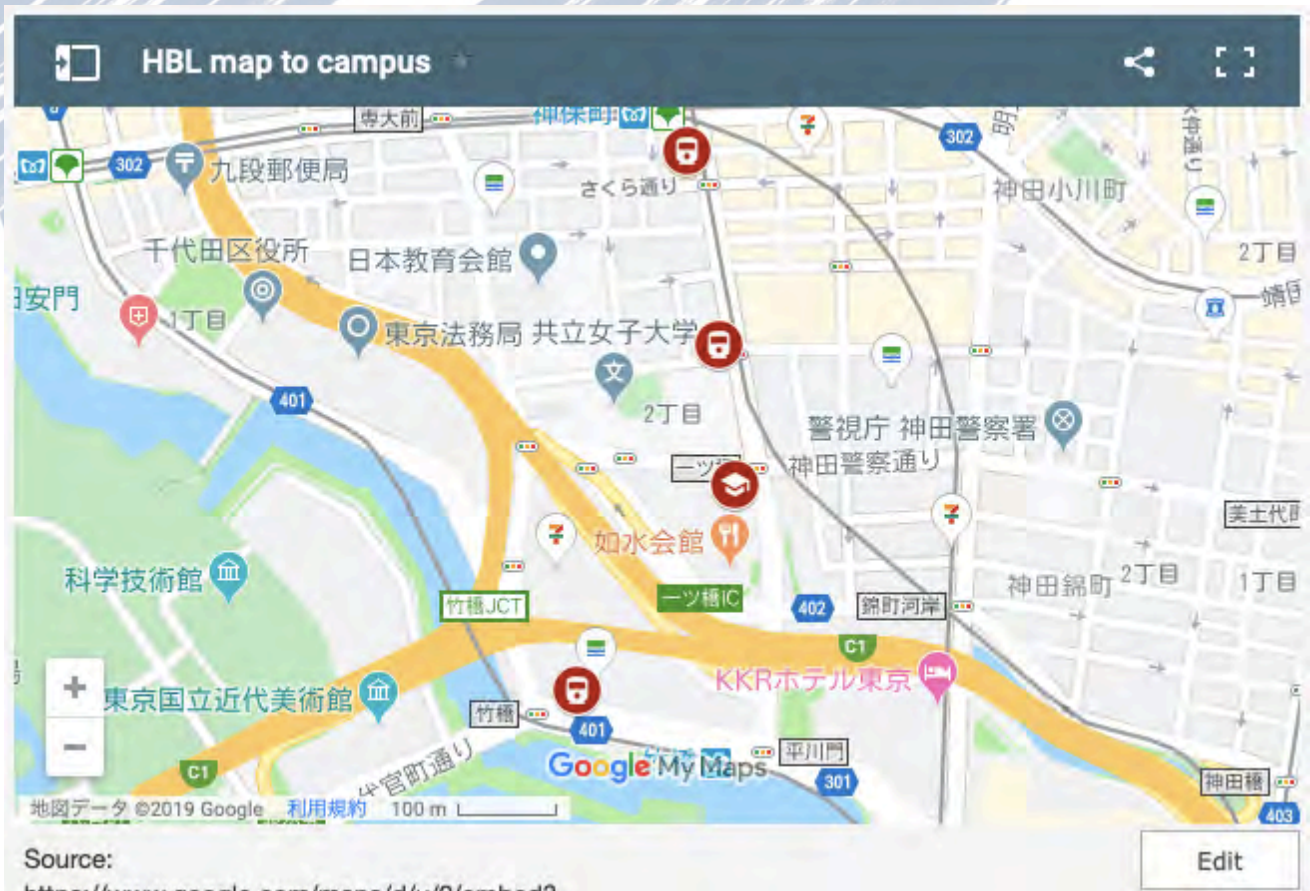 HBL map to campus
専大前
神保町
302
302
九段郵便局
さくら通り
神田小川町
千代田区役所
日本教育会館
2丁目
1丁目
東京法務局
共立女子大学
401
2丁目
警視庁 神田警察署
神田警察通り
如水会館
科学技術館
竹橋JCT
一ツ橋IC
402
錦町河岸
神田錦町
2丁目
1丁目
C1
KKRホテル東京
+
東京国立近代美術館
竹橋
401
−
Google My Maps
平川門
301
C1
代官町通り
神田橋
403
地図データ ©2019 Google 利用規約 100 m
Source:
Edit